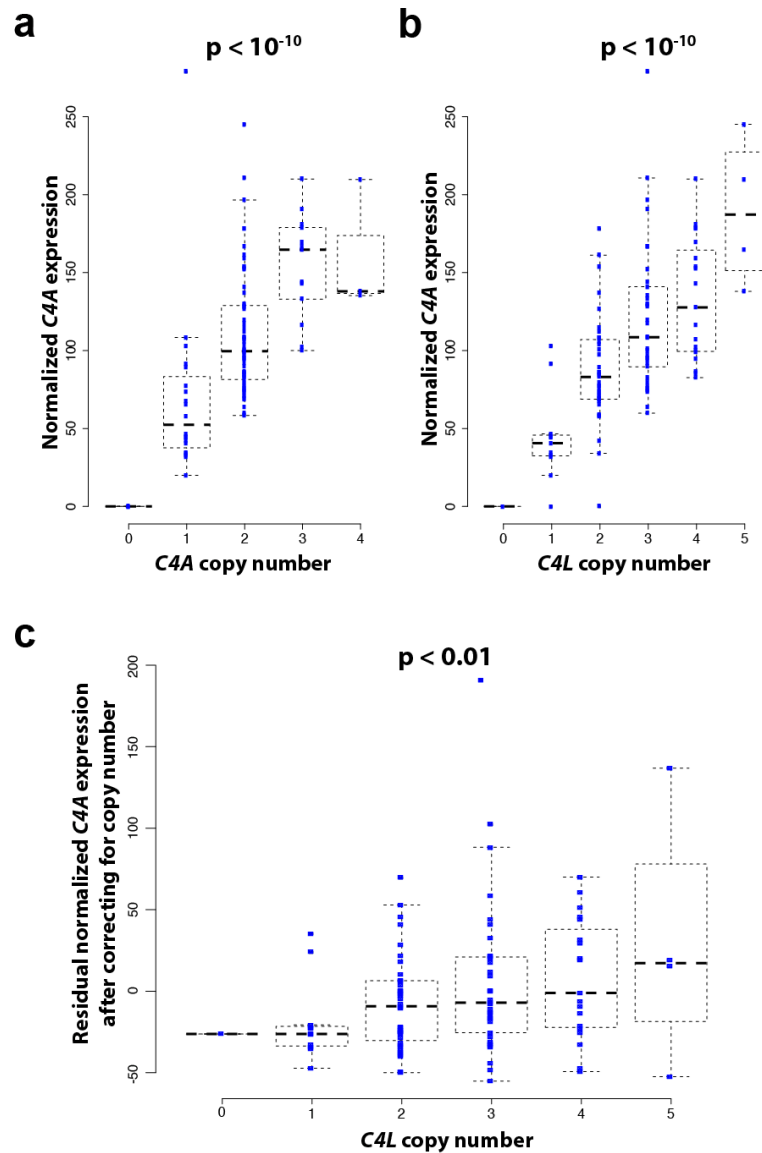 a
p < 10-10
Normalized C4A expression
250
200
150
100
50
0
0 1 2 3 4
C4A copy number
b
p < 10-10
Normalized C4A expression
250
200
150
100
50
0
0 1 2 3 4 5
C4L copy number
c
p < 0.01
Residual normalized C4A expression
after correcting for copy number
200
150
100
50
0
-50
0 1 2 3 4 5
C4L copy number